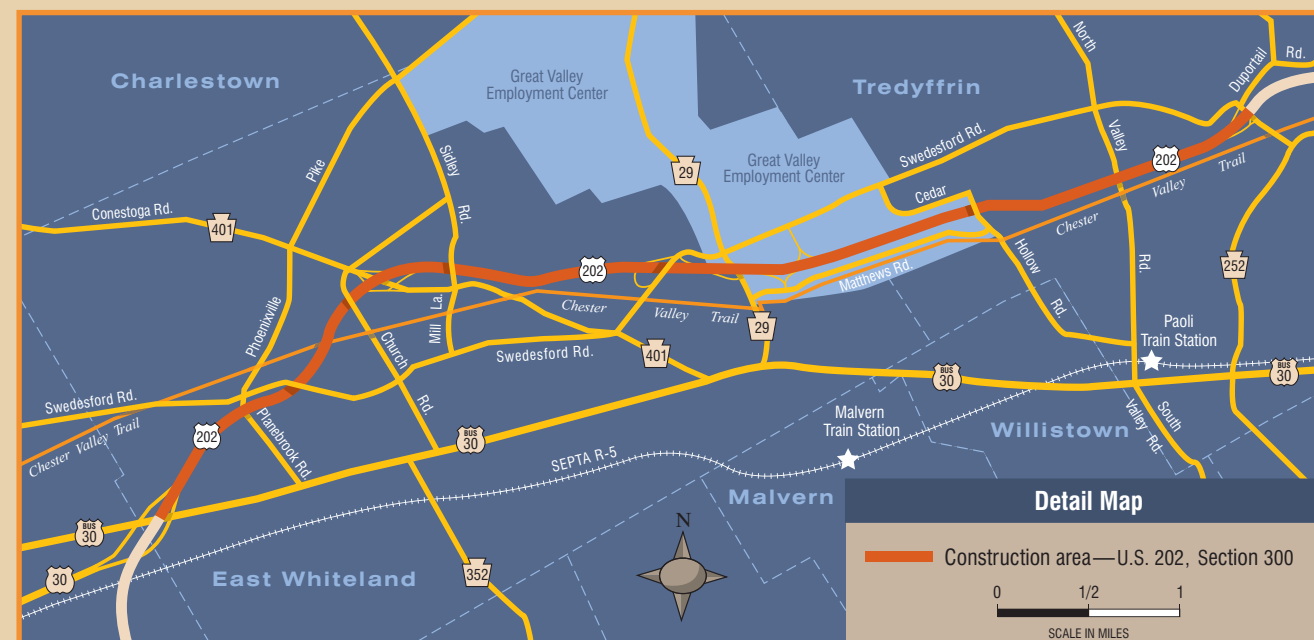 Charlestown
Great Valley
Employment Center
Tredyffrin
North
Valley
Rd.
Duportail
Rd.
Great Valley
Employment Center
Swedesford Rd.
Cedar
Hollow
Rd.
29
202
Chester
Valley
Trail
Pike
Phoenixville
Sidley
Rd.
Conestoga Rd.
401
202
Matthews Rd.
252
Mill La.
Chester
Valley
Trail
29
Paoli
Train Station
Church
Rd.
Swedesford Rd.
401
BUS
30
BUS
30
Swedesford Rd.
Chester Valley Trail
202
Planebrook Rd.
BUS
30
Malvern
Train Station
Willistown
South
Valley Rd.
SEPTA R-5
Malvern
BUS
30
30
East Whiteland
352
N
Detail Map
Construction area—U.S. 202, Section 300
0 1/2 1
SCALE IN MILES